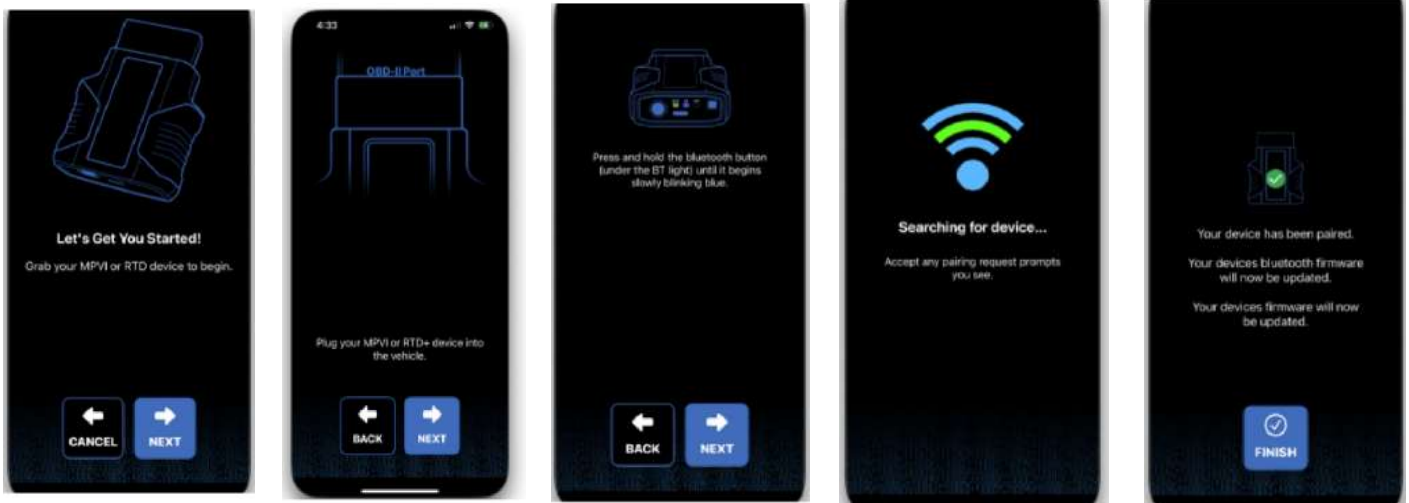 Let's Get You Started!
Grab your MPVI or RTD device to begin.
CANCEL
NEXT
4:33
OBD-II Port
Plug your MPVI or RTD+ device into
the vehicle.
BACK
NEXT
Press and hold the bluetooth button
(under the BT light) until it begins
slowly blinking blue.
BACK
NEXT
Searching for device...
Accept any pairing request prompts
you see.
Your device has been paired.
Your devices bluetooth firmware
will now be updated.
Your devices firmware will now
be updated.
FINISH